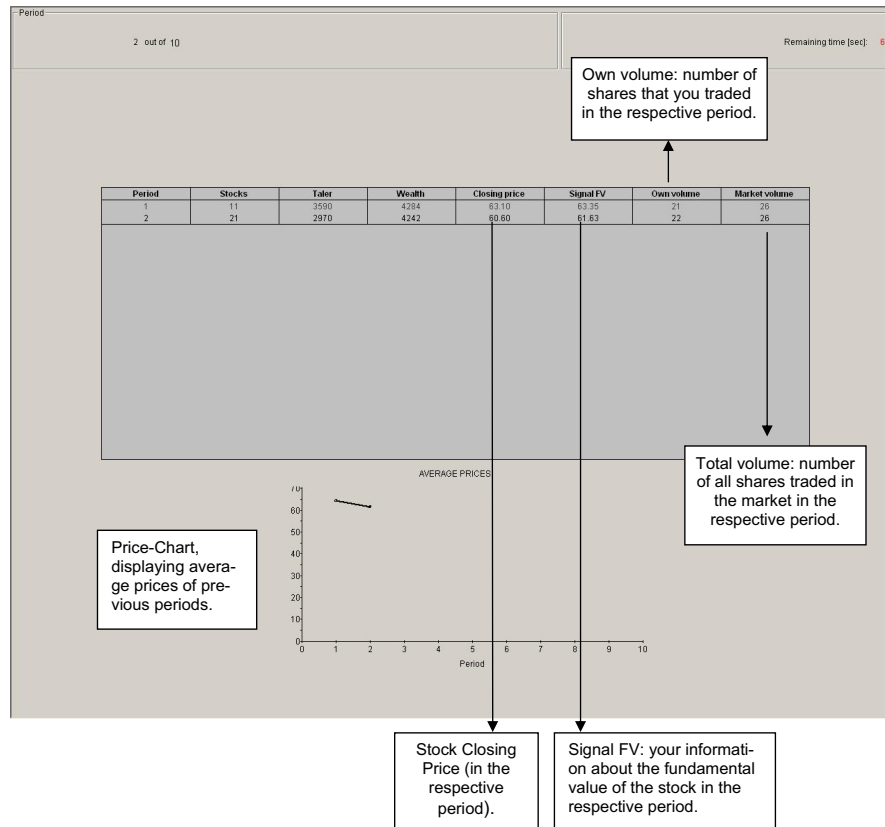 Period
2 out of 10
Remaining time [sec]: 6
Own volume: number of
shares that you traded
in the respective period.
Period Stocks Taler Wealth Closing price Signal FV Own volume Market volume
1 11 3590 4284 63.10 63.35 21 26
2 21 2970 4242 60.60 61.63 22 26
Total volume: number
of all shares traded in
the market in the
respective period.
AVERAGE PRICES
Price-Chart,
displaying avera-
ge prices of pre-
vious periods.
70
60
50
40
30
20
10
0
0 1 2 3 4 5 6 7 8 9 10
Period
Stock Closing
Price (in the
respective
period).
Signal FV: your informati-
on about the fundamental
value of the stock in the
respective period.